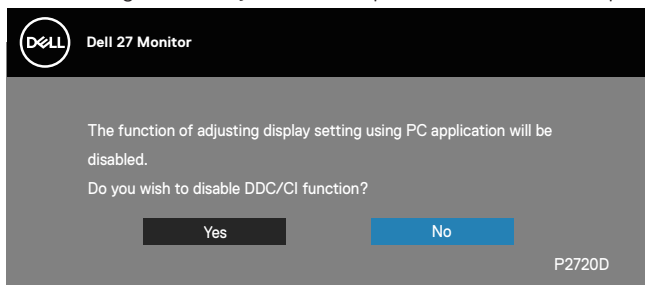 DELL
Dell 27 Monitor
The function of adjusting display setting using PC application will be
disabled.
Do you wish to disable DDC/CI function?
Yes
No
P2720D